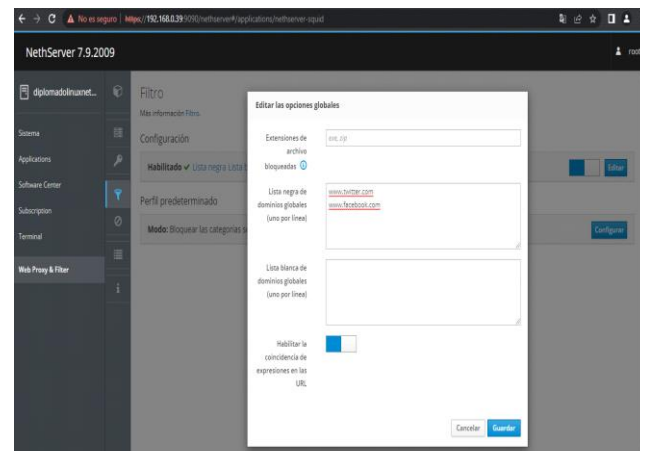 No es seguro | https://192.168.0.39:9090/nethserver#/applications/nethserver-squid
NethServer 7.9.2009
root
diplomadolinuxnet...
Sistema
Applications
Software Center
Subscription
Terminal
Web Proxy & Filter
Filtro
Más información Filtro.
Configuración
Habilitado ✔ Lista negra Lista b
Editar
Perfil predeterminado
Modo: Bloquear las categorías s
Configurar
Editar las opciones globales
Extensiones de
archivo
bloqueadas
exe, zip
Lista negra de
dominios globales
(uno por línea)
www.twitter.com
www.facebook.com
Lista blanca de
dominios globales
(uno por línea)
Habilitar la
coincidencia de
expresiones en las
URL
Cancelar
Guardar